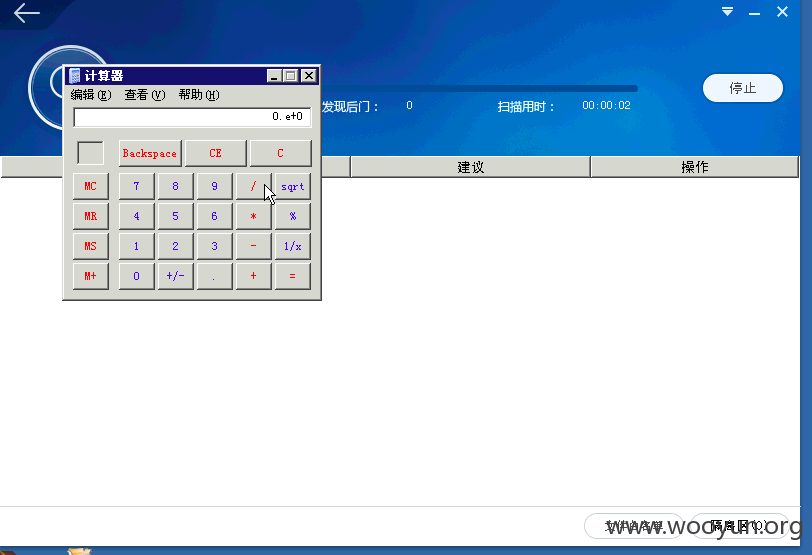 计算器
编辑(E) 查看(V) 帮助(H)
0.e+0
发现后门： 0 扫描用时： 00:00:02
停止
Backspace CE C
建议 操作
MC 7 8 9 / sqrt
MR 4 5 6 * %
MS 1 2 3 - 1/x
M+ 0 +/- . + =
隔离区(0)
www.wooyun.org